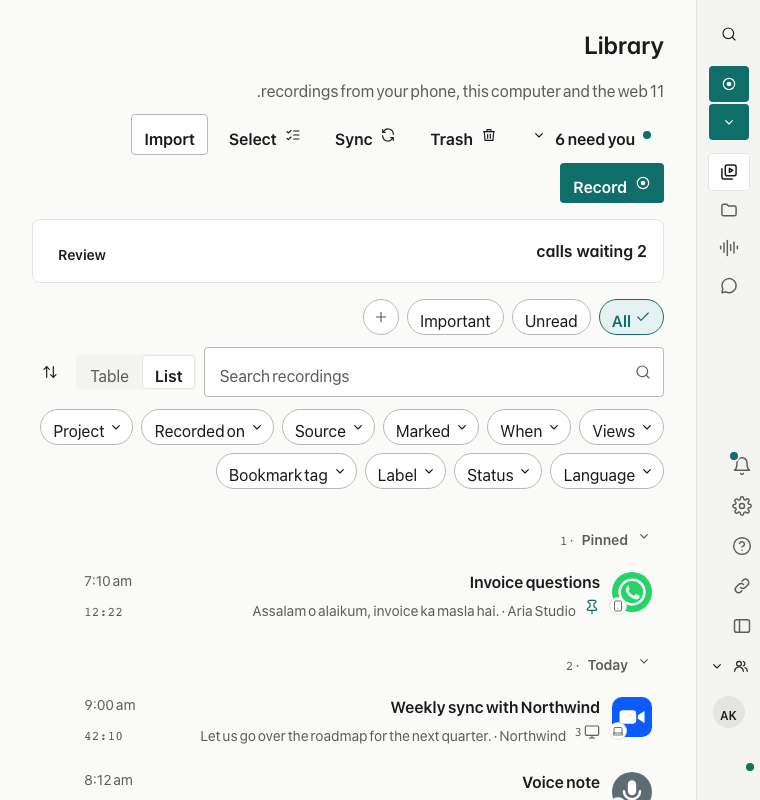 Library
11 recordings from your phone, this computer and the web.
6 need you
Trash
Sync
Select
Import
Record
2 calls waiting
Review
All
Unread
Important
Search recordings
List
Table
Views
When
Marked
Source
Recorded on
Project
Language
Status
Label
Bookmark tag
Pinned · 1
Invoice questions
7:10 am
Assalam o alaikum, invoice ka masla hai. · Aria Studio
12:22
Today · 2
Weekly sync with Northwind
9:00 am
3
Let us go over the roadmap for the next quarter. · Northwind
42:10
Voice note
8:12 am
AK